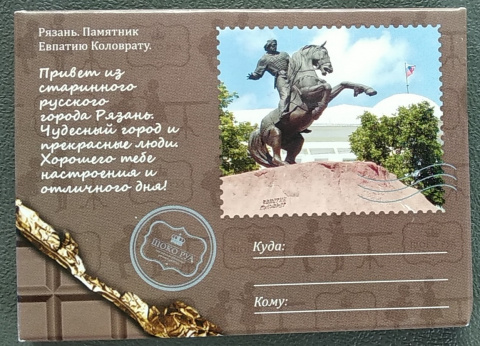 Рязань. Памятник
Евпатию Коловрату.
Привет из
старинного
русского
города Рязань.
Чудесный город и
прекрасные люди.
Хорошего тебе
настроения и
отличного дня!
ШОКО РУА
Куда:
Кому: